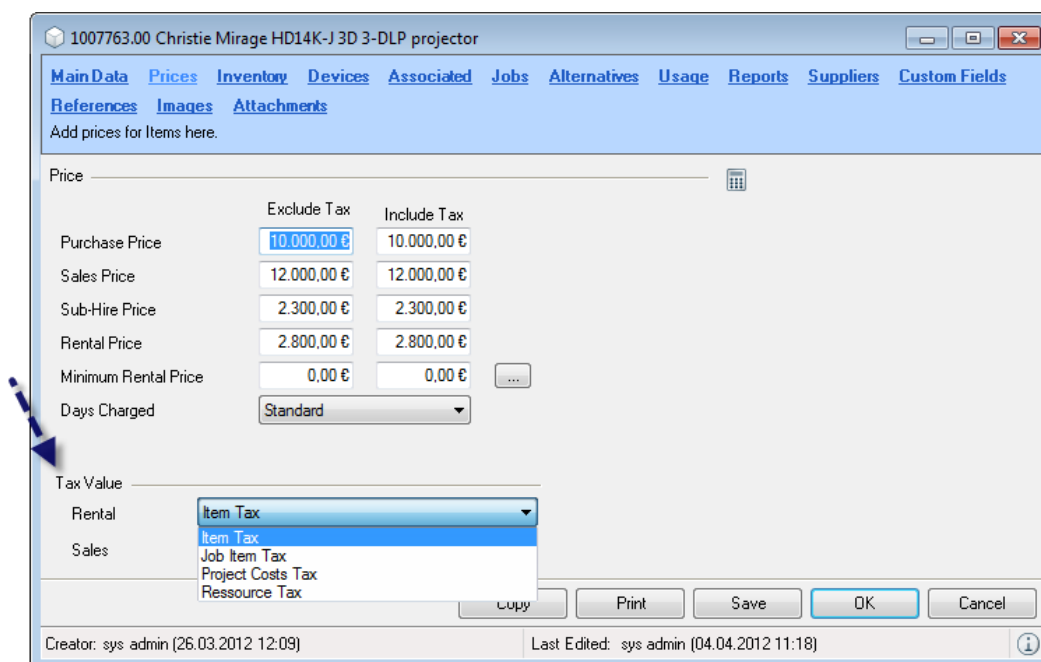 1007763.00 Christie Mirage HD14K-J 3D 3-DLP projector
Main Data Prices Inventory Devices Associated Jobs Alternatives Usage Reports Suppliers Custom Fields
References Images Attachments
Add prices for Items here.
Price
Exclude Tax Include Tax
Purchase Price 10.000,00 € 10.000,00 €
Sales Price 12.000,00 € 12.000,00 €
Sub-Hire Price 2.300,00 € 2.300,00 €
Rental Price 2.800,00 € 2.800,00 €
Minimum Rental Price 0,00 € 0,00 € ...
Days Charged Standard
Tax Value
Rental Item Tax
Item Tax
Sales Job Item Tax
Project Costs Tax
Ressource Tax
Copy Print Save OK Cancel
Creator: sys admin (26.03.2012 12:09) Last Edited: sys admin (04.04.2012 11:18)